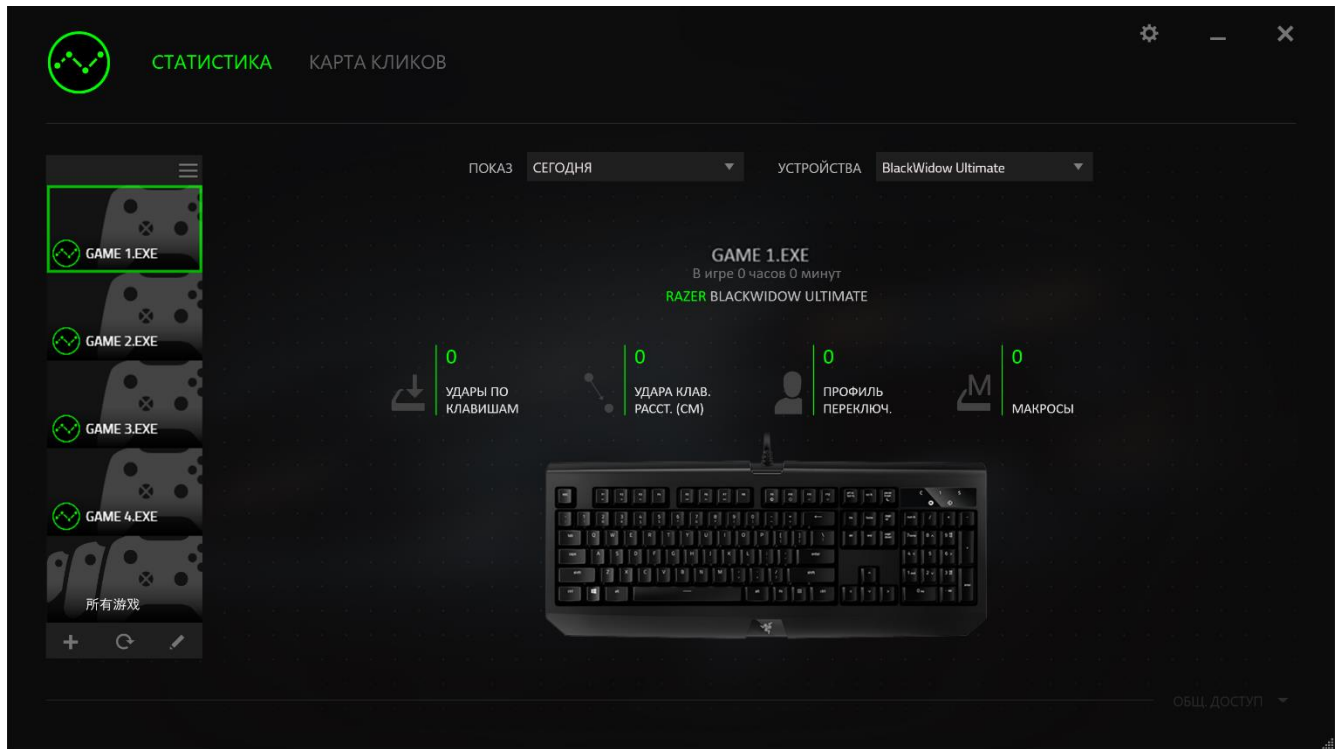 СТАТИСТИКА
КАРТА КЛИКОВ
ПОКАЗ
СЕГОДНЯ
УСТРОЙСТВА
BlackWidow Ultimate
GAME 1.EXE
GAME 2.EXE
GAME 3.EXE
GAME 4.EXE
所有游戏
GAME 1.EXE
В игре 0 часов 0 минут
RAZER BLACKWIDOW ULTIMATE
0
УДАРЫ ПО
КЛАВИШАМ
0
УДАРА КЛАВ.
РАССТ. (СМ)
0
ПРОФИЛЬ
ПЕРЕКЛЮЧ.
M
0
МАКРОСЫ
ОБЩ. ДОСТУП